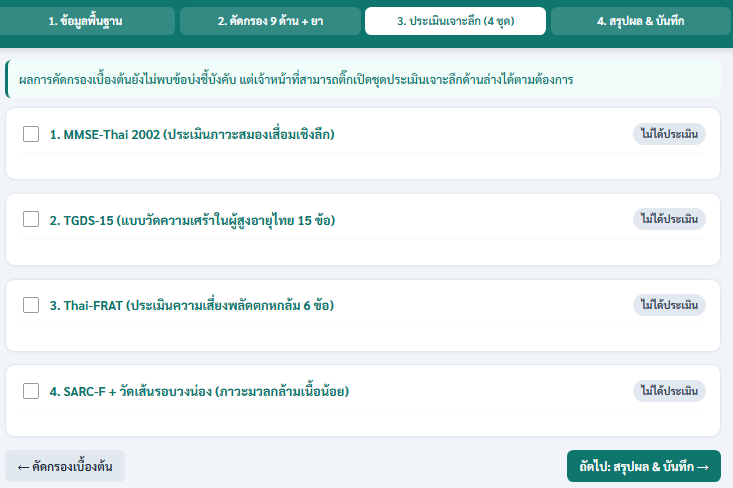 1. ข้อมูลพื้นฐาน
2. คัดกรอง 9 ด้าน + ยา
3. ประเมินเจาะลึก (4 ชุด)
4. สรุปผล & บันทึก
ผลการคัดกรองเบื้องต้นยังไม่พบข้อบ่งชี้บังคับ แต่เจ้าหน้าที่สามารถติ๊กเปิดชุดประเมินเจาะลึกด้านล่างได้ตามต้องการ
1. MMSE-Thai 2002 (ประเมินภาวะสมองเสื่อมเชิงลึก)
ไม่ได้ประเมิน
2. TGDS-15 (แบบวัดความเศร้าในผู้สูงอายุไทย 15 ข้อ)
ไม่ได้ประเมิน
3. Thai-FRAT (ประเมินความเสี่ยงพลัดตกหกล้ม 6 ข้อ)
ไม่ได้ประเมิน
4. SARC-F + วัดเส้นรอบวงน่อง (ภาวะมวลกล้ามเนื้อน้อย)
ไม่ได้ประเมิน
← คัดกรองเบื้องต้น
ถัดไป: สรุปผล & บันทึก →